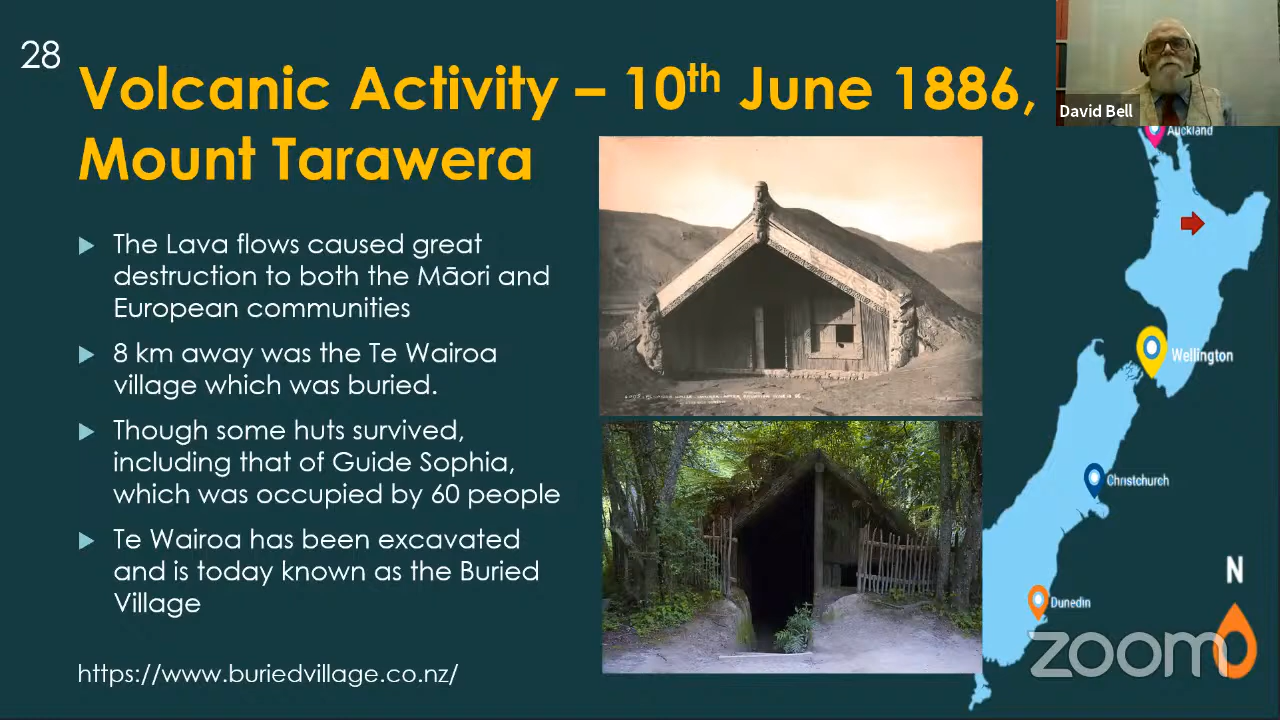 28
Volcanic Activity – 10th June 1886,
Mount Tarawera
The Lava flows caused great
destruction to both the Māori and
European communities
8 km away was the Te Wairoa
village which was buried.
Though some huts survived,
including that of Guide Sophia,
which was occupied by 60 people
Te Wairoa has been excavated
and is today known as the Buried
Village
https://www.buriedvillage.co.nz/
David Bell
Auckland
Wellington
Christchurch
Dunedin
N
zoom